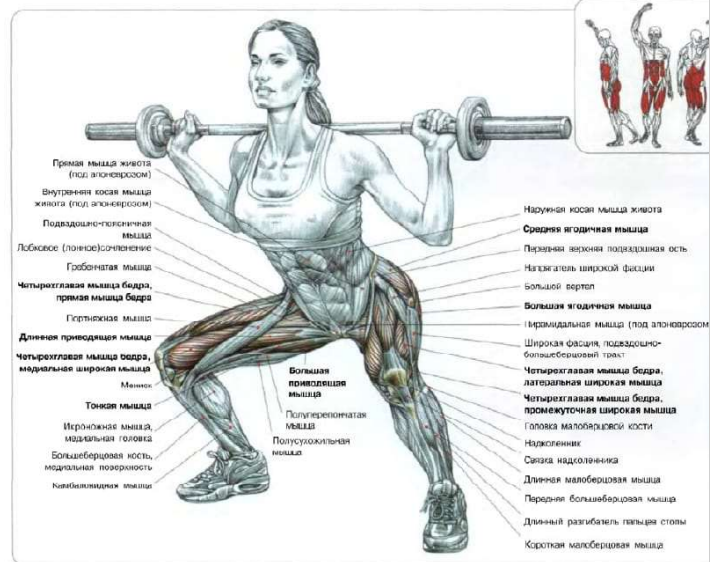 Прямая мышца живота
(под апоневрозом)
Внутренняя косая мышца
живота (под апоневрозом)
Подвздошно-поясничная
мышца
Лобковое (лонное)сочленение
Гребенчатая мышца
Четырехглавая мышца бедра,
прямая мышца бедра
Портняжная мышца
Длинная приводящая мышца
Четырехглавая мышца бедра,
медиальная широкая мышца
Мениск
Тонкая мышца
Икроножная мышца,
медиальная головка
Большеберцовая кость,
медиальная поверхность
Камбаловидная мышца
Большая
приводящая
мышца
Полуперепончатая
мышца
Полусухожильная
мышца
Наружная косая мышца живота
Средняя ягодичная мышца
Передняя верхняя подвздошная ость
Напрягатель широкой фасции
Большой вертел
Большая ягодичная мышца
Пирамидальная мышца (под апоневрозом
Широкая фасция, подвздошно-
большеберцовый тракт
Четырехглавая мышца бедра,
латеральная широкая мышца
Четырехглавая мышца бедра,
промежуточная широкая мышца
Головка малоберцовой кости
Надколенник
Связка надколенника
Длинная малоберцовая мышца
Передняя большеберцовая мышца
Длинный разгибатель пальцев стопы
Короткая малоберцовая мышца